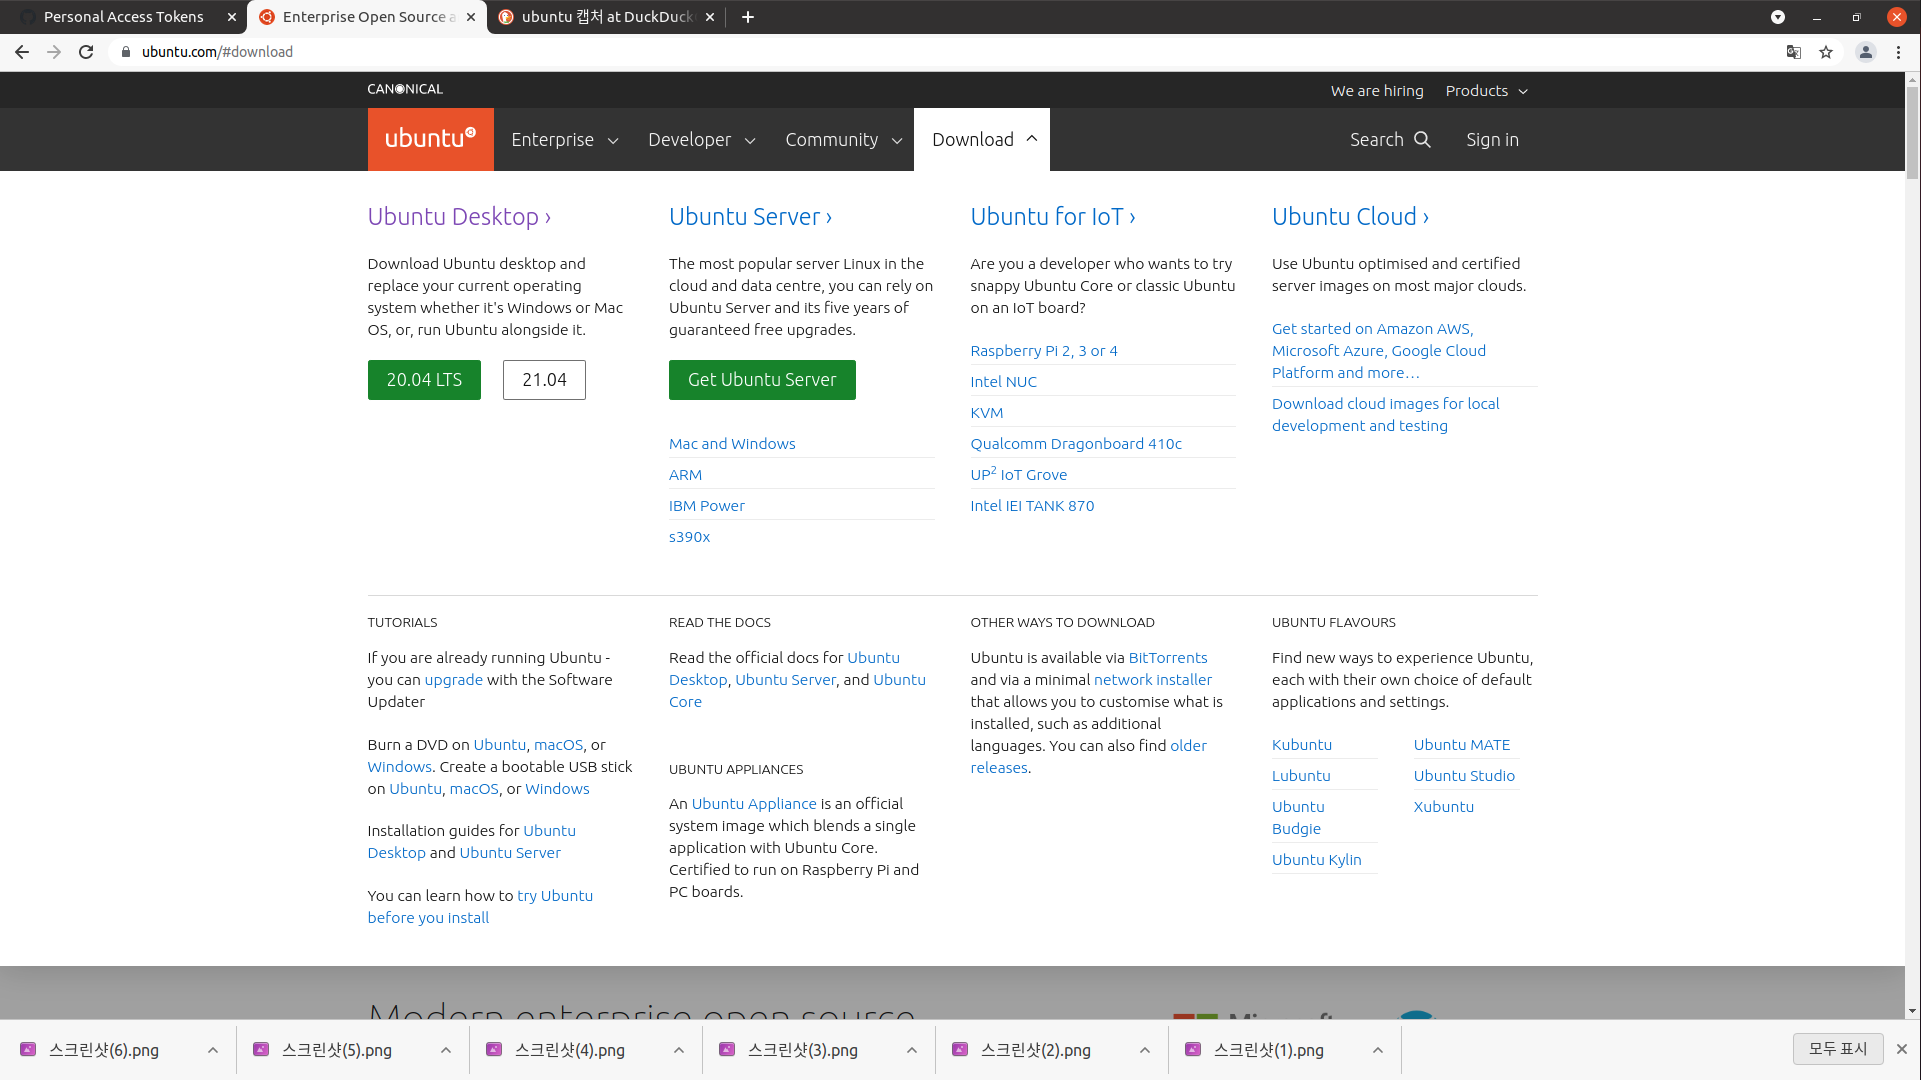 Personal Access Tokens
Enterprise Open Source a
ubuntu 캡처 at DuckDuck
ubuntu.com/#download
CANONICAL
We are hiring
Products
ubuntu
Enterprise
Developer
Community
Download
Search
Sign in
Ubuntu Desktop ›
Download Ubuntu desktop and
replace your current operating
system whether it's Windows or Mac
OS, or, run Ubuntu alongside it.
20.04 LTS
21.04
Ubuntu Server ›
The most popular server Linux in the
cloud and data centre, you can rely on
Ubuntu Server and its five years of
guaranteed free upgrades.
Get Ubuntu Server
Mac and Windows
ARM
IBM Power
s390x
Ubuntu for IoT ›
Are you a developer who wants to try
snappy Ubuntu Core or classic Ubuntu
on an IoT board?
Raspberry Pi 2, 3 or 4
Intel NUC
KVM
Qualcomm Dragonboard 410c
UP² IoT Grove
Intel IEI TANK 870
Ubuntu Cloud ›
Use Ubuntu optimised and certified
server images on most major clouds.
Get started on Amazon AWS,
Microsoft Azure, Google Cloud
Platform and more…
Download cloud images for local
development and testing
TUTORIALS
If you are already running Ubuntu -
you can upgrade with the Software
Updater
Burn a DVD on Ubuntu, macOS, or
Windows. Create a bootable USB stick
on Ubuntu, macOS, or Windows
Installation guides for Ubuntu
Desktop and Ubuntu Server
You can learn how to try Ubuntu
before you install
READ THE DOCS
Read the official docs for Ubuntu
Desktop, Ubuntu Server, and Ubuntu
Core
UBUNTU APPLIANCES
An Ubuntu Appliance is an official
system image which blends a single
application with Ubuntu Core.
Certified to run on Raspberry Pi and
PC boards.
OTHER WAYS TO DOWNLOAD
Ubuntu is available via BitTorrents
and via a minimal network installer
that allows you to customise what is
installed, such as additional
languages. You can also find older
releases.
UBUNTU FLAVOURS
Find new ways to experience Ubuntu,
each with their own choice of default
applications and settings.
Kubuntu
Lubuntu
Ubuntu
Budgie
Ubuntu Kylin
Ubuntu MATE
Ubuntu Studio
Xubuntu
Modern enterprise open source
Microsoft
스크린샷(6).png
스크린샷(5).png
스크린샷(4).png
스크린샷(3).png
스크린샷(2).png
스크린샷(1).png
모두 표시